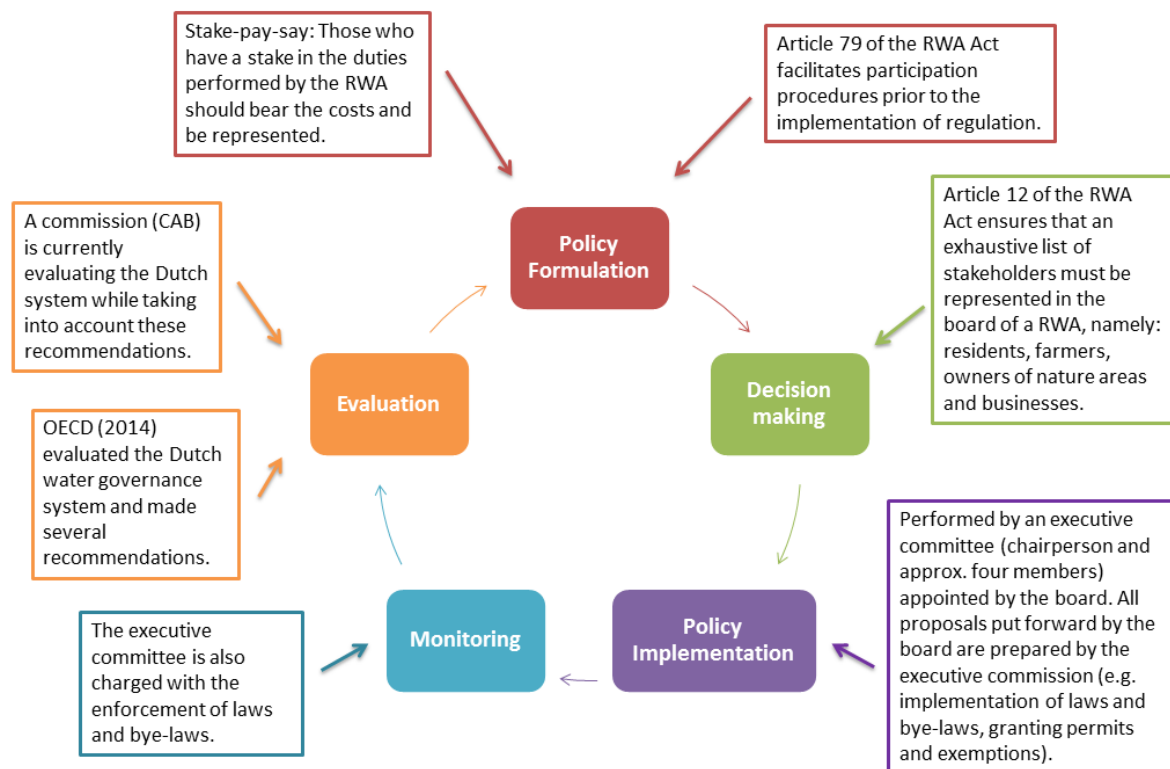 Stake-pay-say: Those who
have a stake in the duties
performed by the RWA
should bear the costs and
be represented.
Article 79 of the RWA Act
facilitates participation
procedures prior to the
implementation of regulation.
Policy
Formulation
Article 12 of the RWA
Act ensures that an
exhaustive list of
stakeholders must be
represented in the
board of a RWA, namely:
residents, farmers,
owners of nature areas
and businesses.
Decision
making
Performed by an executive
committee (chairperson and
approx. four members)
appointed by the board. All
proposals put forward by the
board are prepared by the
executive commission (e.g.
implementation of laws and
bye-laws, granting permits
and exemptions).
Policy
Implementation
Monitoring
The executive
committee is also
charged with the
enforcement of laws
and bye-laws.
Evaluation
A commission (CAB)
is currently
evaluating the Dutch
system while taking
into account these
recommendations.
OECD (2014)
evaluated the Dutch
water governance
system and made
several
recommendations.